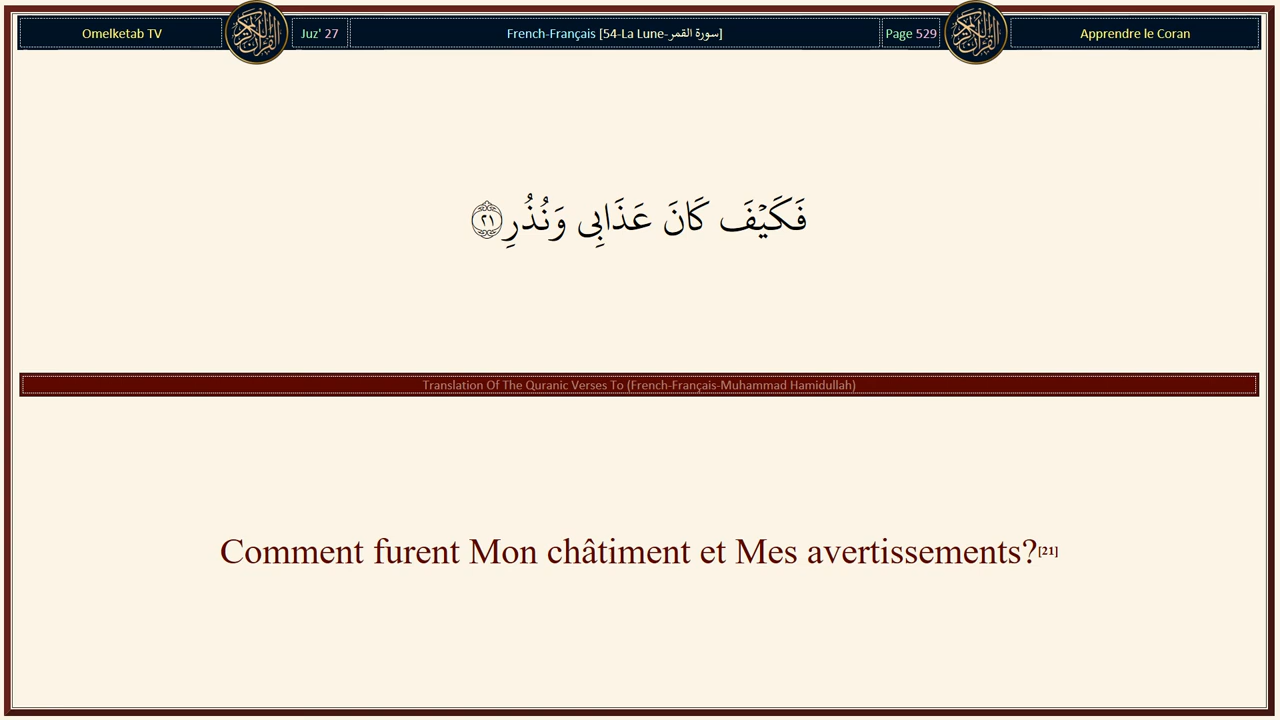 Omelketab TV
Juz' 27
French-Français [54-La Lune-سورة القمر]
Page 529
Apprendre le Coran
فَكَيْفَ كَانَ عَذَابِى وَنُذُرِ ٢١
Translation Of The Quranic Verses To (French-Français-Muhammad Hamidullah)
Comment furent Mon châtiment et Mes avertissements?[21]